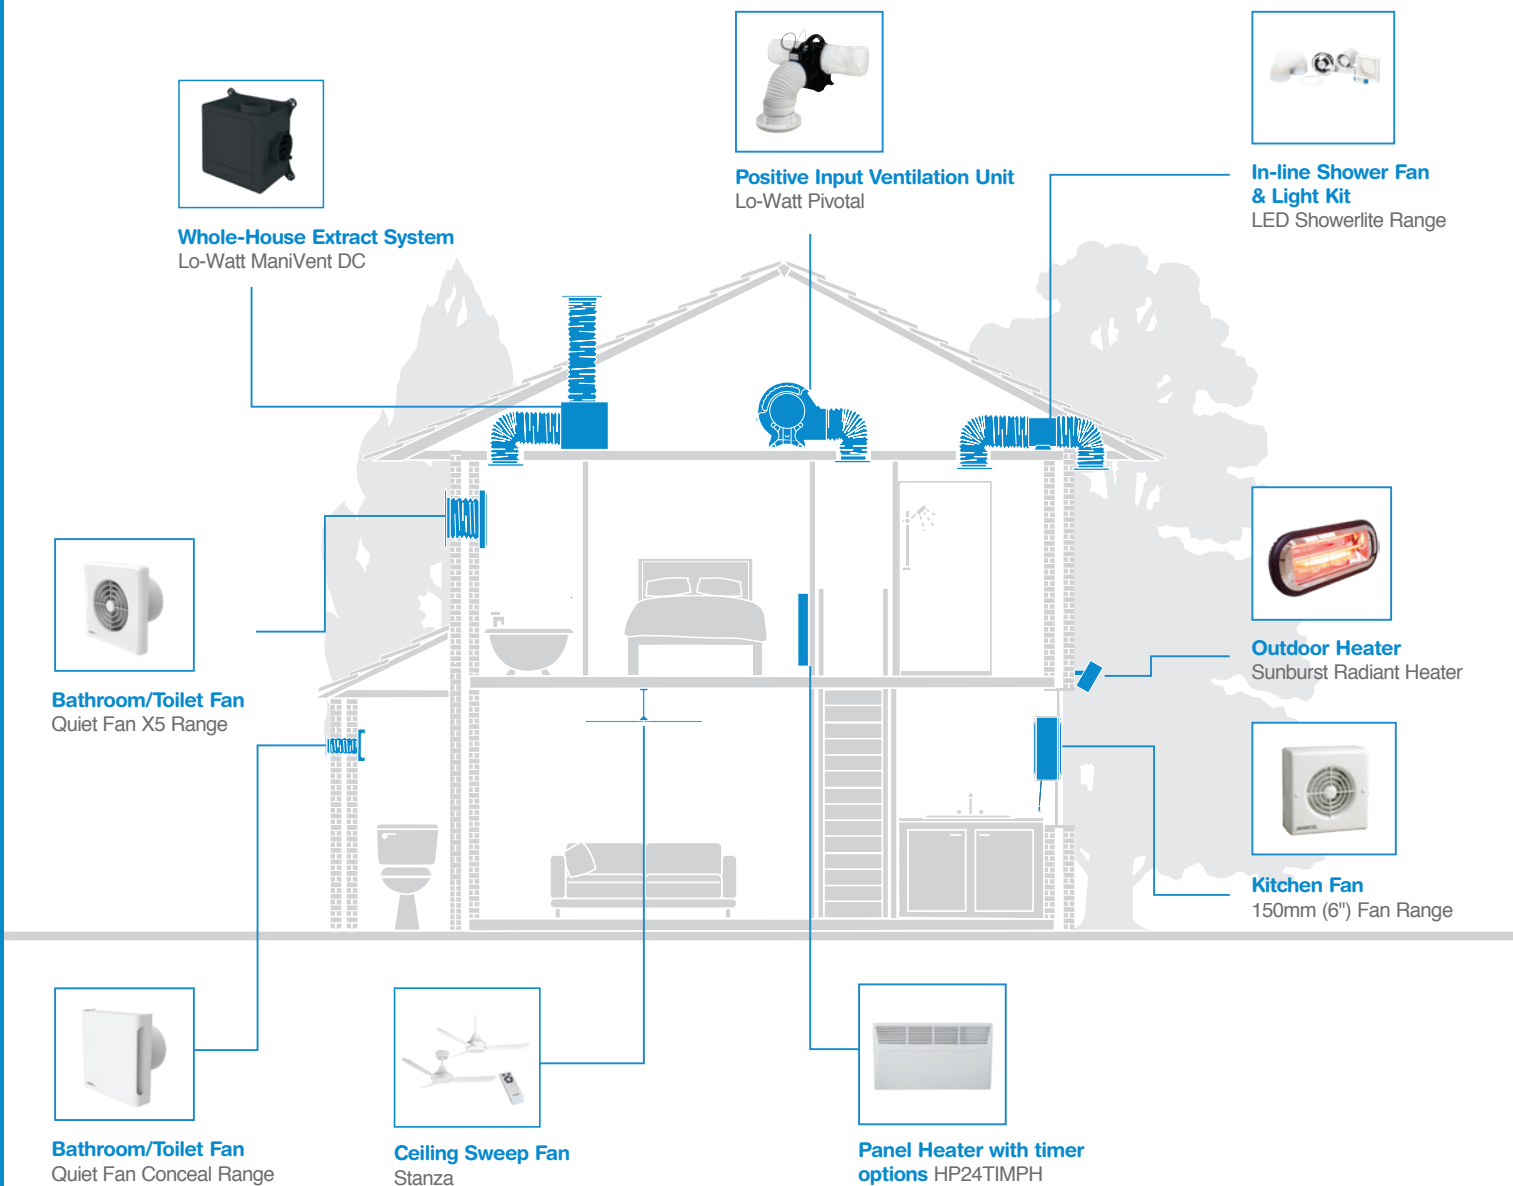 Positive Input Ventilation Unit
Lo-Watt Pivotal
In-line Shower Fan
& Light Kit
LED Showerlite Range
Whole-House Extract System
Lo-Watt ManiVent DC
Bathroom/Toilet Fan
Quiet Fan X5 Range
Outdoor Heater
Sunburst Radiant Heater
Kitchen Fan
150mm (6") Fan Range
Bathroom/Toilet Fan
Quiet Fan Conceal Range
Ceiling Sweep Fan
Stanza
Panel Heater with timer
options HP24TIMPH